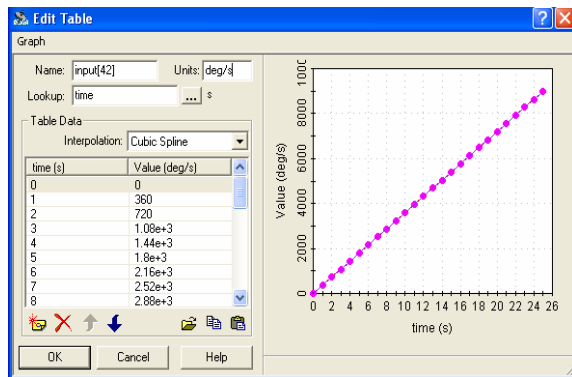 Edit Table
Graph
Name: input[42] Units: deg/s
Lookup: time ... s
Table Data
Interpolation: Cubic Spline
time (s) Value (deg/s)
0 0
1 360
2 720
3 1.08e+3
4 1.44e+3
5 1.8e+3
6 2.16e+3
7 2.52e+3
8 2.88e+3
OK Cancel Help
Value (deg/s)
1000
8000
6000
4000
2000
0
0 2 4 6 8 10 12 14 16 18 20 22 24 26
time (s)